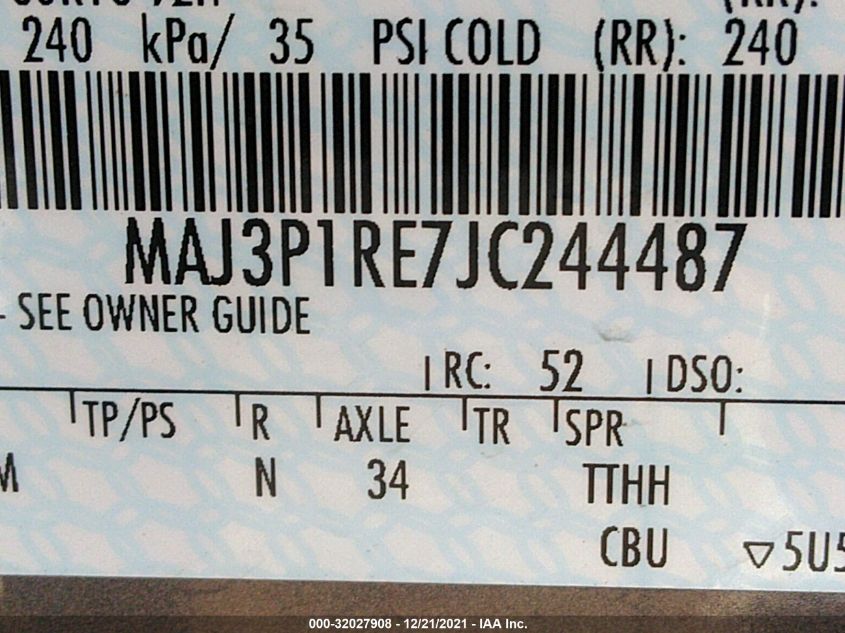 240 kPa/ 35 PSI COLD (RR): 240
MAJ3P1RE7JC244487
- SEE OWNER GUIDE
RC: 52 DSO:
TP/PS R AXLE TR SPR
N 34 TTHH
CBU ▽5U5
000-32027908 - 12/21/2021 - IAA Inc.